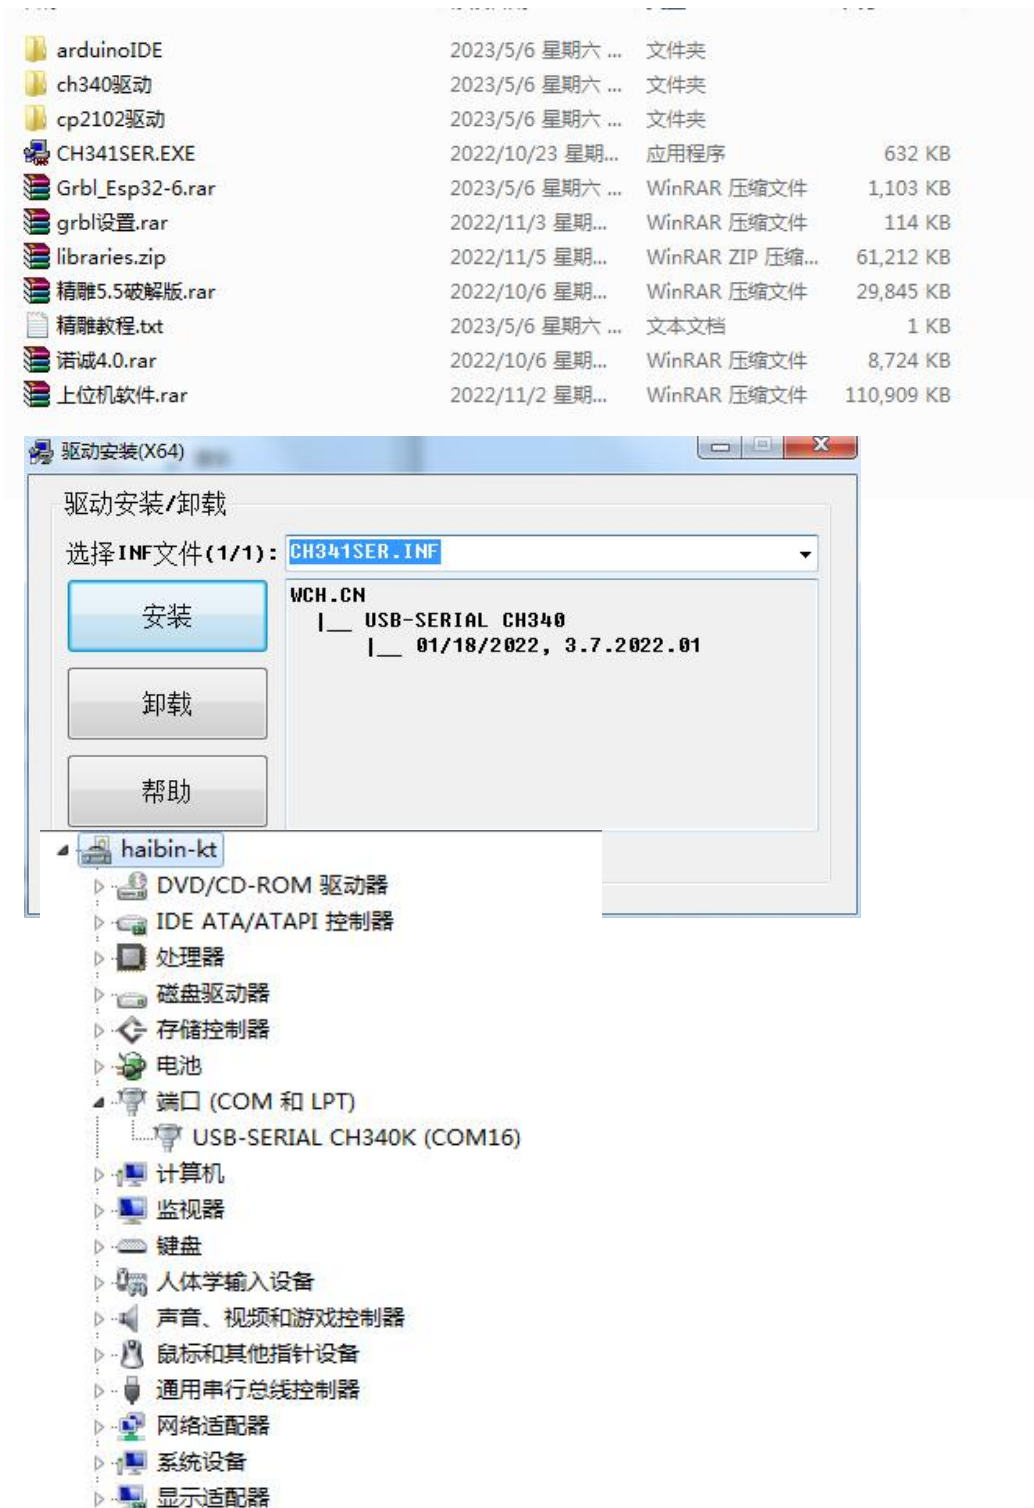 arduinoIDE 2023/5/6 星期六 ... 文件夹
ch340驱动 2023/5/6 星期六 ... 文件夹
cp2102驱动 2023/5/6 星期六 ... 文件夹
CH341SER.EXE 2022/10/23 星期... 应用程序 632 KB
Grbl_Esp32-6.rar 2023/5/6 星期六 ... WinRAR 压缩文件 1,103 KB
grbl设置.rar 2022/11/3 星期... WinRAR 压缩文件 114 KB
libraries.zip 2022/11/5 星期... WinRAR ZIP 压缩... 61,212 KB
精雕5.5破解版.rar 2022/10/6 星期... WinRAR 压缩文件 29,845 KB
精雕教程.txt 2023/5/6 星期六 ... 文本文档 1 KB
诺诚4.0.rar 2022/10/6 星期... WinRAR 压缩文件 8,724 KB
上位机软件.rar 2022/11/2 星期... WinRAR 压缩文件 110,909 KB
驱动安装(X64)
驱动安装/卸载
选择INF文件(1/1): CH341SER.INF
安装
卸载
帮助
WCH.CN
|__ USB-SERIAL CH340
|__ 01/18/2022, 3.7.2022.01
haibin-kt
DVD/CD-ROM 驱动器
IDE ATA/ATAPI 控制器
处理器
磁盘驱动器
存储控制器
电池
端口 (COM 和 LPT)
USB-SERIAL CH340K (COM16)
计算机
监视器
键盘
人体学输入设备
声音、视频和游戏控制器
鼠标和其他指针设备
通用串行总线控制器
网络适配器
系统设备
显示适配器